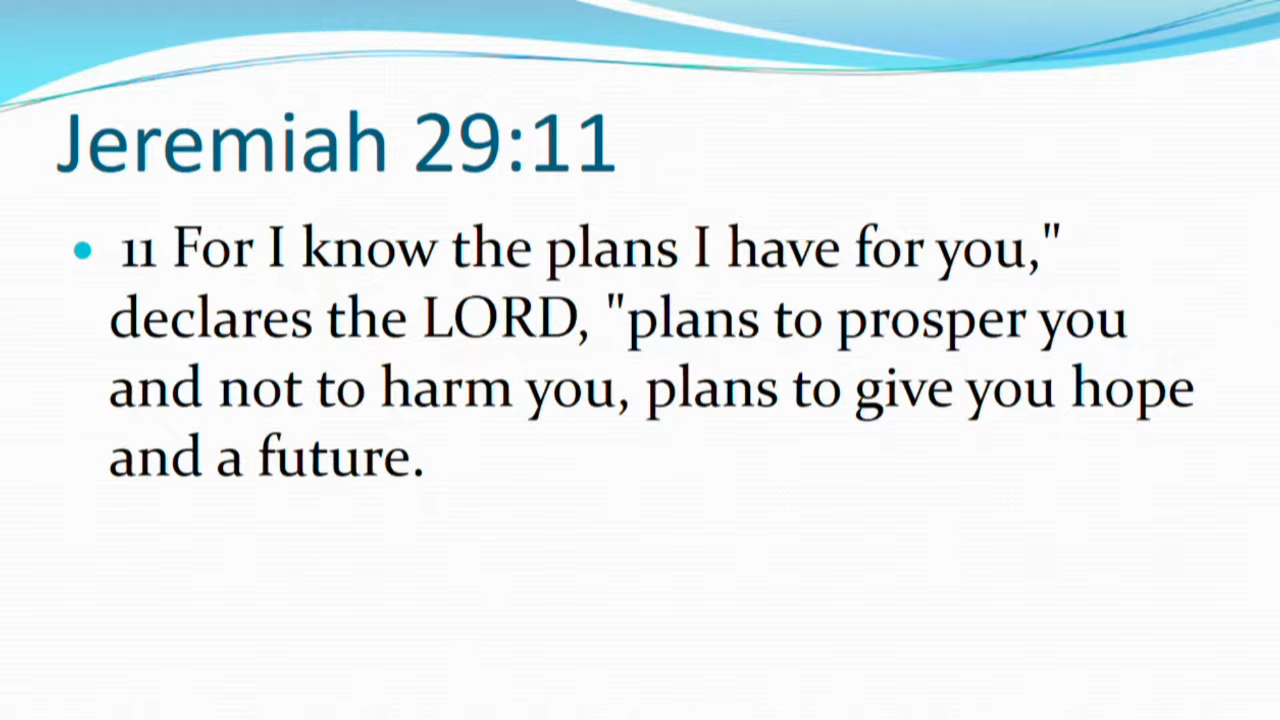 Jeremiah 29:11
• 11 For I know the plans I have for you,"
declares the LORD, "plans to prosper you
and not to harm you, plans to give you hope
and a future.